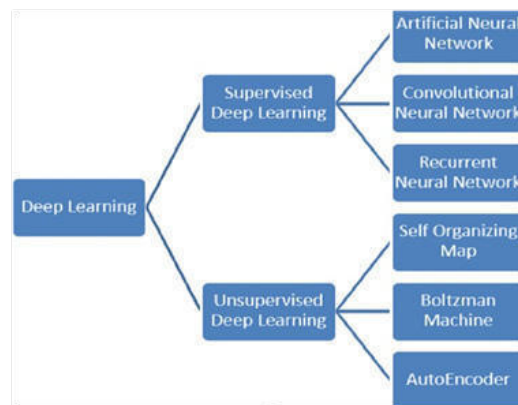 Artificial Neural
Network
Supervised
Deep Learning
Convolutional
Neural Network
Recurrent
Neural Network
Deep Learning
Self Organizing
Map
Unsupervised
Deep Learning
Boltzman
Machine
AutoEncoder